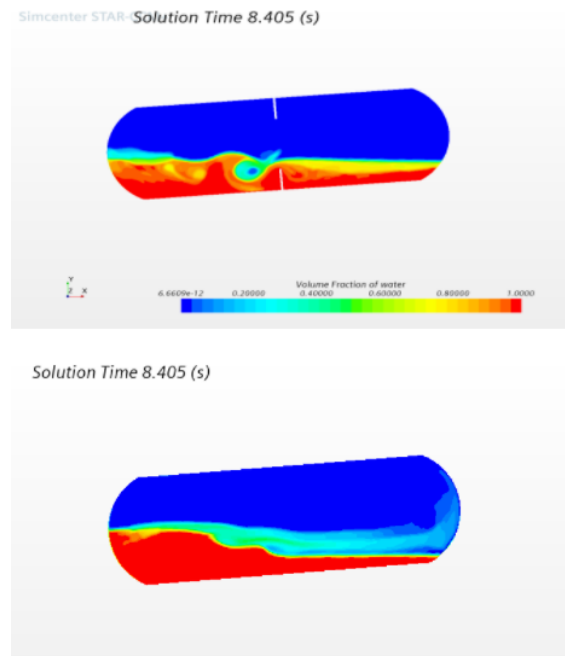 Simcenter STAR-
Solution Time 8.405 (s)
Y
Z X
Volume Fraction of water
6.6609e-12 0.20000 0.40000 0.60000 0.80000 1.0000
Solution Time 8.405 (s)